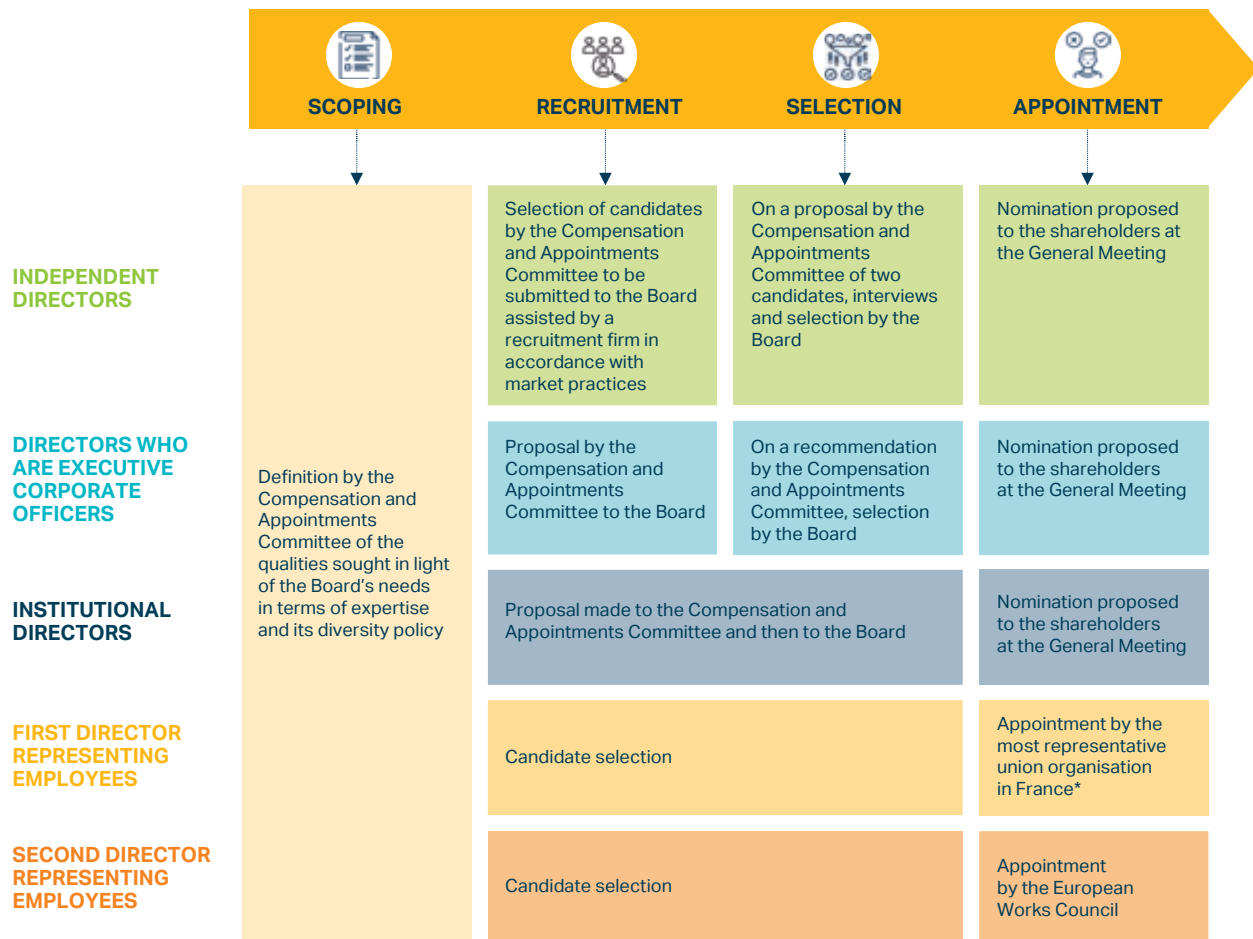 SCOPING
RECRUITMENT
SELECTION
APPOINTMENT
Definition by the
Compensation and
Appointments
Committee of the
qualities sought in light
of the Board’s needs
in terms of expertise
and its diversity policy
INDEPENDENT
DIRECTORS
Selection of candidates
by the Compensation
and Appointments
Committee to be
submitted to the Board
assisted by a
recruitment firm in
accordance with
market practices
On a proposal by the
Compensation and
Appointments
Committee of two
candidates, interviews
and selection by the
Board
Nomination proposed
to the shareholders at
the General Meeting
DIRECTORS WHO
ARE EXECUTIVE
CORPORATE
OFFICERS
Proposal by the
Compensation and
Appointments
Committee to the Board
On a recommendation
by the Compensation
and Appointments
Committee, selection
by the Board
Nomination proposed
to the shareholders
at the General Meeting
INSTITUTIONAL
DIRECTORS
Proposal made to the Compensation and
Appointments Committee and then to the Board
Nomination proposed
to the shareholders
at the General Meeting
FIRST DIRECTOR
REPRESENTING
EMPLOYEES
Candidate selection
Appointment by the
most representative
union organisation
in France*
SECOND DIRECTOR
REPRESENTING
EMPLOYEES
Candidate selection
Appointment
by the European
Works Council